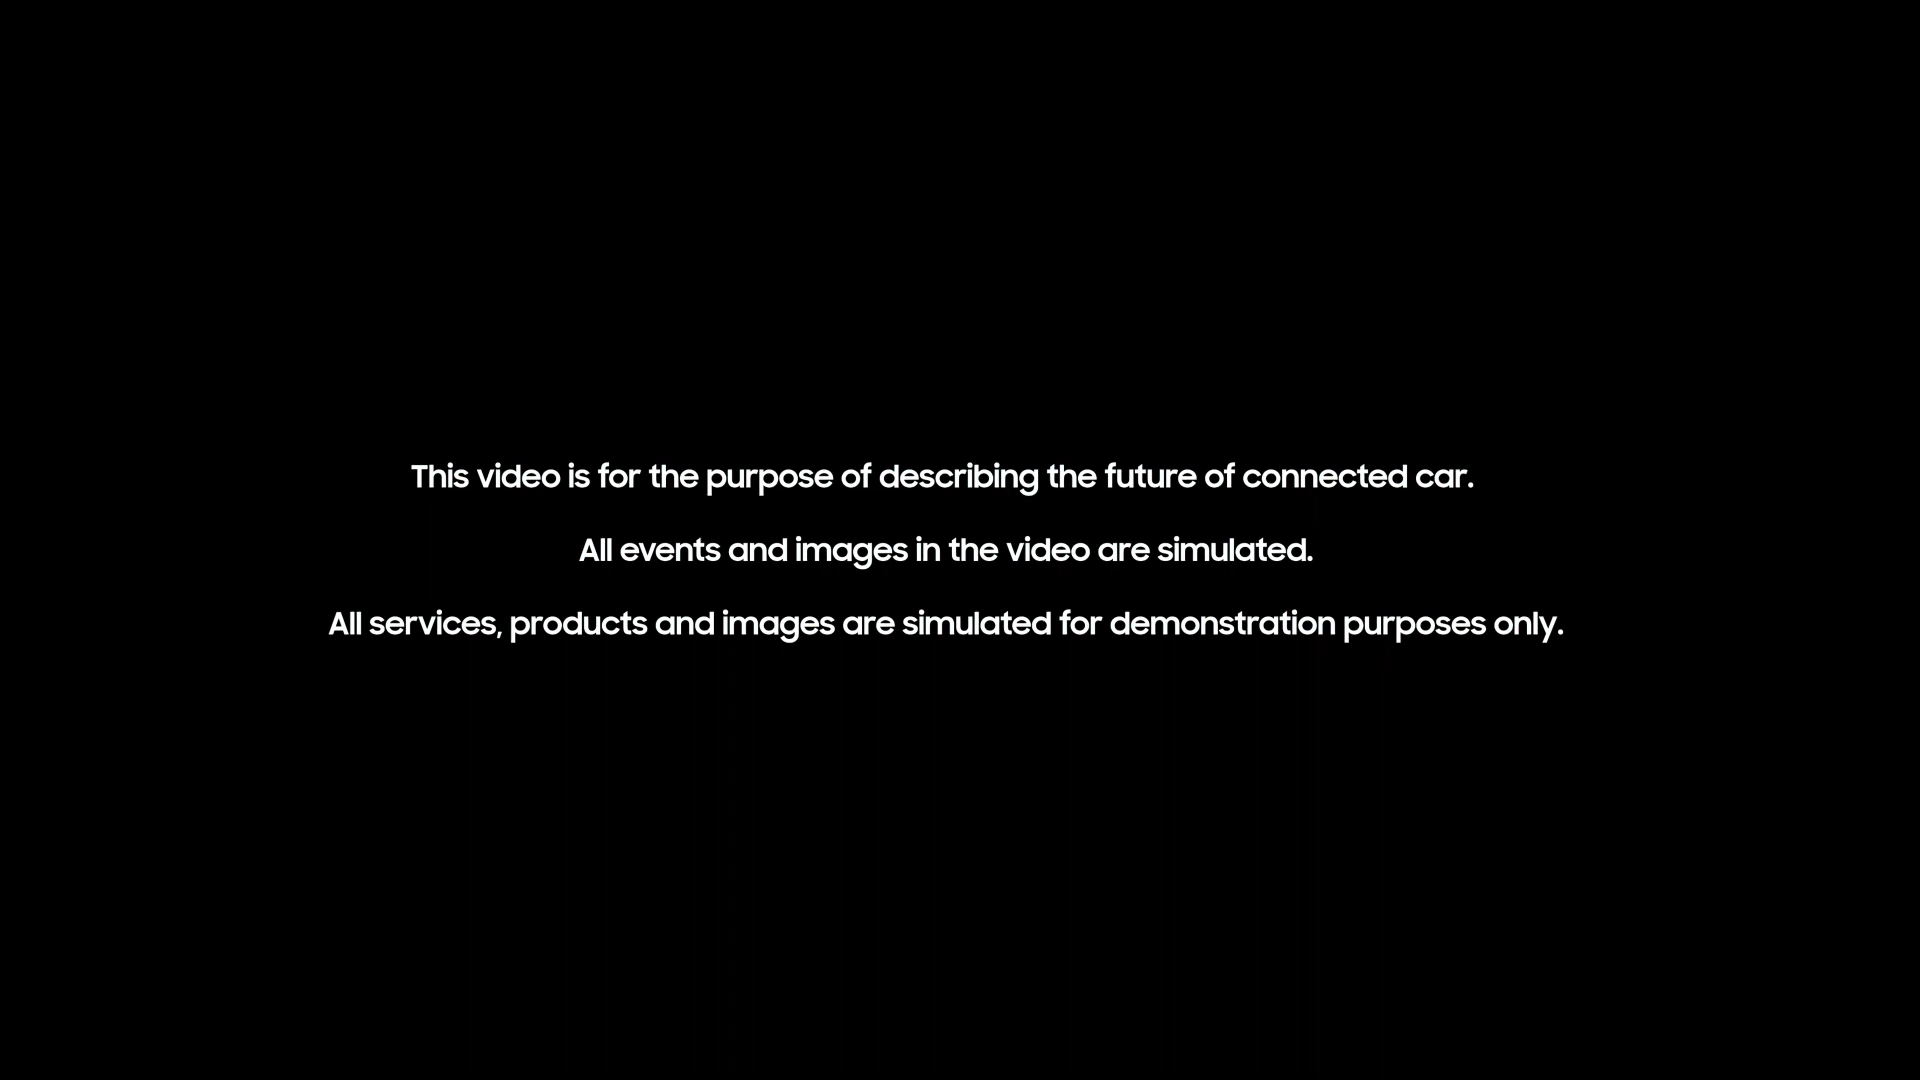 This video is for the purpose of describing the future of connected car.
All events and images in the video are simulated.
All services, products and images are simulated for demonstration purposes only.